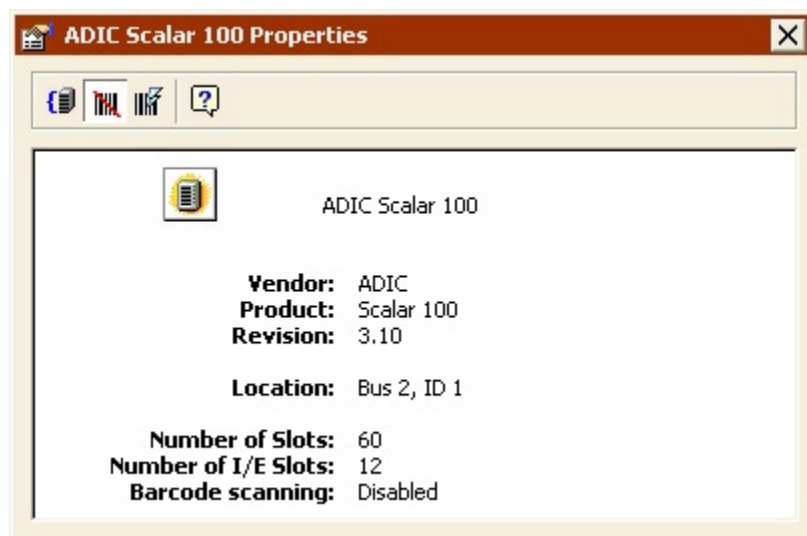 ADIC Scalar 100 Properties
ADIC Scalar 100
Vendor: ADIC
Product: Scalar 100
Revision: 3.10
Location: Bus 2, ID 1
Number of Slots: 60
Number of I/E Slots: 12
Barcode scanning: Disabled